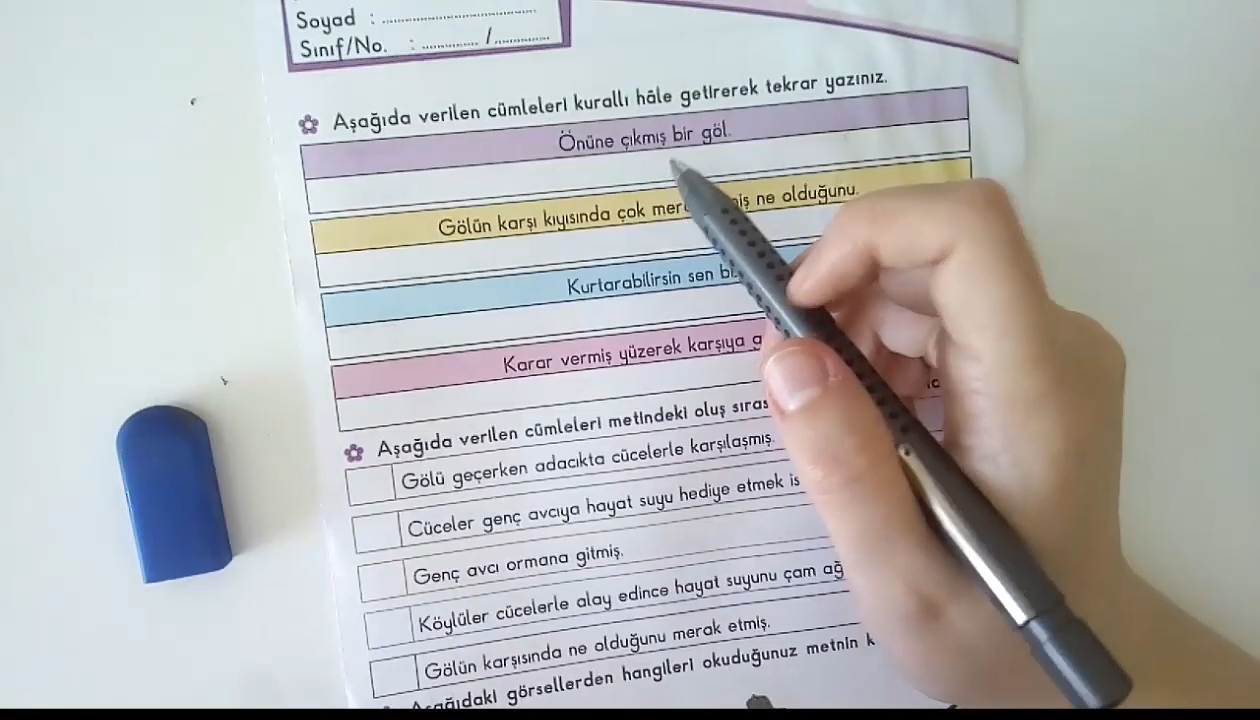 Soyad : ................
Sınıf/No. : ......... / .........
Aşağıda verilen cümleleri kurallı hâle getirerek tekrar yazınız.
Önüne çıkmış bir göl.
Gölün karşı kıyısında çok ne olduğunu.
Kurtarabilirsin sen
Karar vermiş yüzerek karşıya
Aşağıda verilen cümleleri metindeki oluş
Gölü geçerken adacıkta cücelerle karşılaşmış.
Cüceler genç avcıya hayat suyu hediye etmek
Genç avcı ormana gitmiş.
Köylüler cücelerle alay edince hayat suyunu çam
Gölün karşısında ne olduğunu merak etmiş.
görsellerden hangileri okuduğunuz metnin